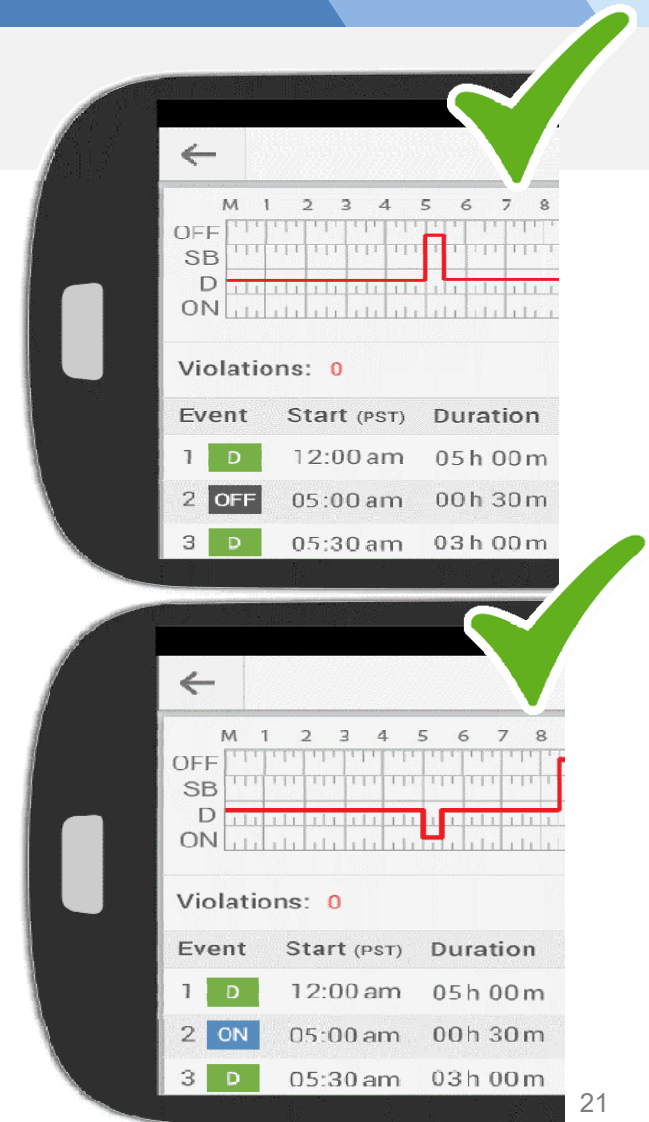 M 1 2 3 4 5 6 7 8
OFF
SB
D
ON
Violations: 0
Event Start (PST) Duration
1 D 12:00 am 05 h 00 m
2 OFF 05:00 am 00 h 30 m
3 D 05:30 am 03 h 00 m
M 1 2 3 4 5 6 7 8
OFF
SB
D
ON
Violations: 0
Event Start (PST) Duration
1 D 12:00 am 05 h 00 m
2 ON 05:00 am 00 h 30 m
3 D 05:30 am 03 h 00 m
21